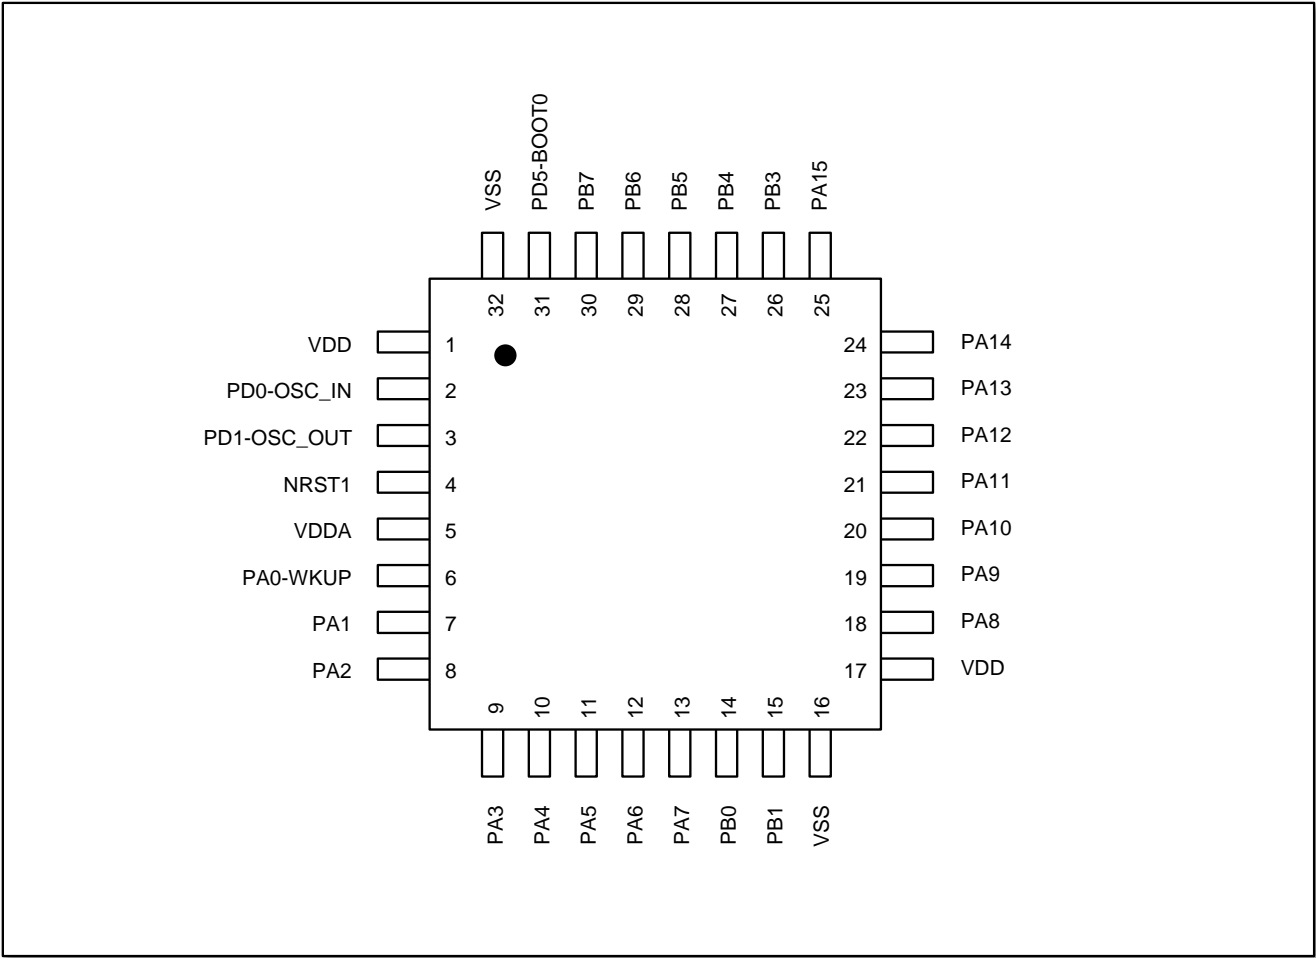 VSS
PD5-BOOT0
PB7
PB6
PB5
PB4
PB3
PA15
32
31
30
29
28
27
26
25
VDD 1
PD0-OSC_IN 2
PD1-OSC_OUT 3
NRST1 4
VDDA 5
PA0-WKUP 6
PA1 7
PA2 8
24 PA14
23 PA13
22 PA12
21 PA11
20 PA10
19 PA9
18 PA8
17 VDD
9
10
11
12
13
14
15
16
PA3
PA4
PA5
PA6
PA7
PB0
PB1
VSS